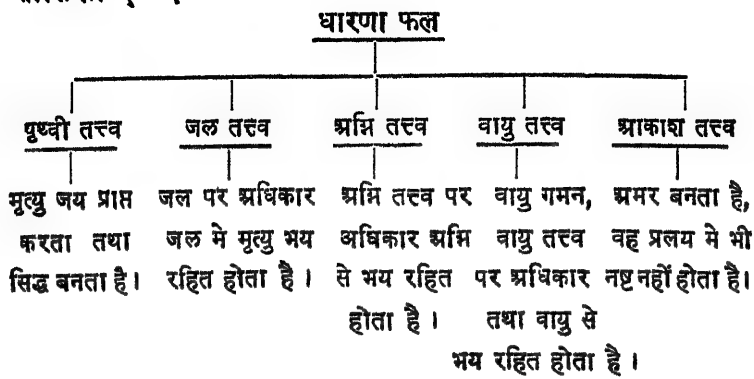 धारणा फल
पृथ्वी तत्त्व जल तत्त्व अग्नि तत्त्व वायु तत्त्व आकाश तत्त्व
मृत्यु जय प्राप्त जल पर अधिकार अग्नि तत्त्व पर वायु गमन, अमर बनता है,
करता तथा जल मे मृत्यु भय अधिकार अग्नि वायु तत्त्व वह प्रलय मे भी
सिद्ध बनता है। रहित होता है। से भय रहित पर अधिकार नष्ट नहीं होता है।
होता है। तथा वायु से
भय रहित होता है।